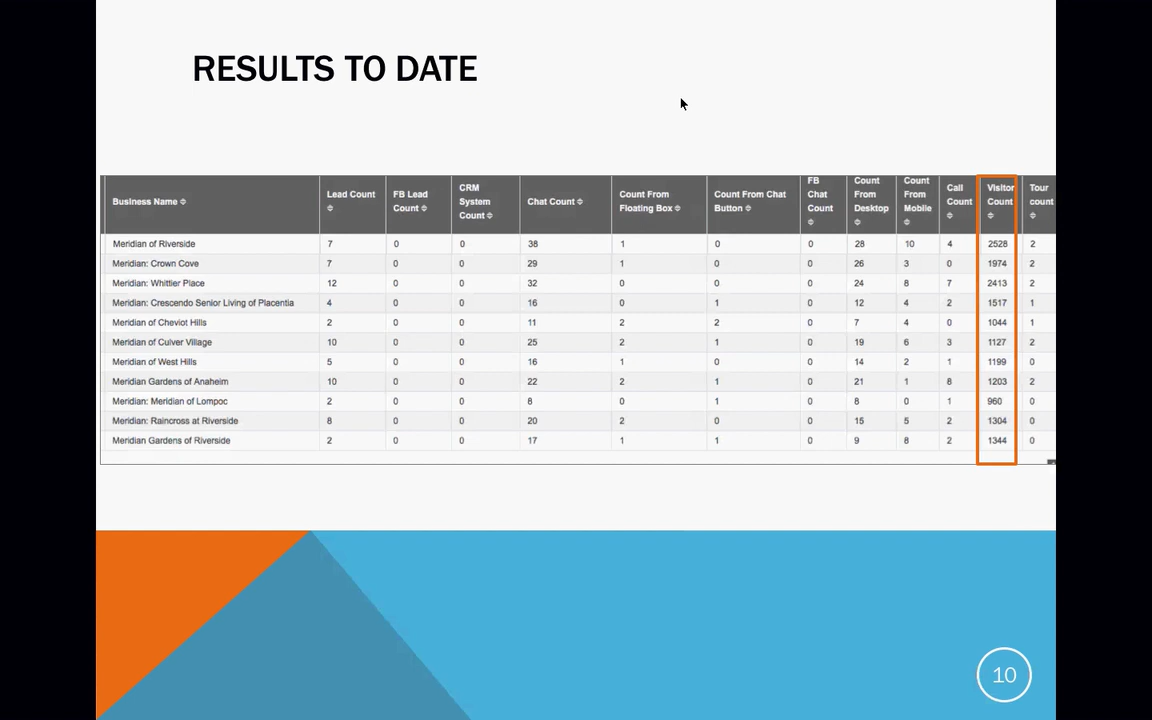 RESULTS TO DATE
Business Name Lead Count FB Lead Count CRM System Count Chat Count Count From Floating Box Count From Chat Button FB Chat Count Count From Desktop Count From Mobile Call Count Visitor Count Tour count
Meridian of Riverside 7 0 0 38 1 0 0 28 10 4 2528 2
Meridian: Crown Cove 7 0 0 29 1 0 0 26 3 0 1974 2
Meridian: Whittier Place 12 0 0 32 0 0 0 24 8 7 2413 2
Meridian: Crescendo Senior Living of Placentia 4 0 0 16 0 1 0 12 4 2 1517 1
Meridian of Cheviot Hills 2 0 0 11 2 2 0 7 4 0 1044 1
Meridian of Culver Village 10 0 0 25 2 1 0 19 6 3 1127 2
Meridian of West Hills 5 0 0 16 1 0 0 14 2 1 1199 0
Meridian Gardens of Anaheim 10 0 0 22 2 1 0 21 1 8 1203 2
Meridian: Meridian of Lompoc 2 0 0 8 0 1 0 8 0 1 960 0
Meridian: Raincross at Riverside 8 0 0 20 2 0 0 15 5 2 1304 0
Meridian Gardens of Riverside 2 0 0 17 1 1 0 9 8 2 1344 0
10